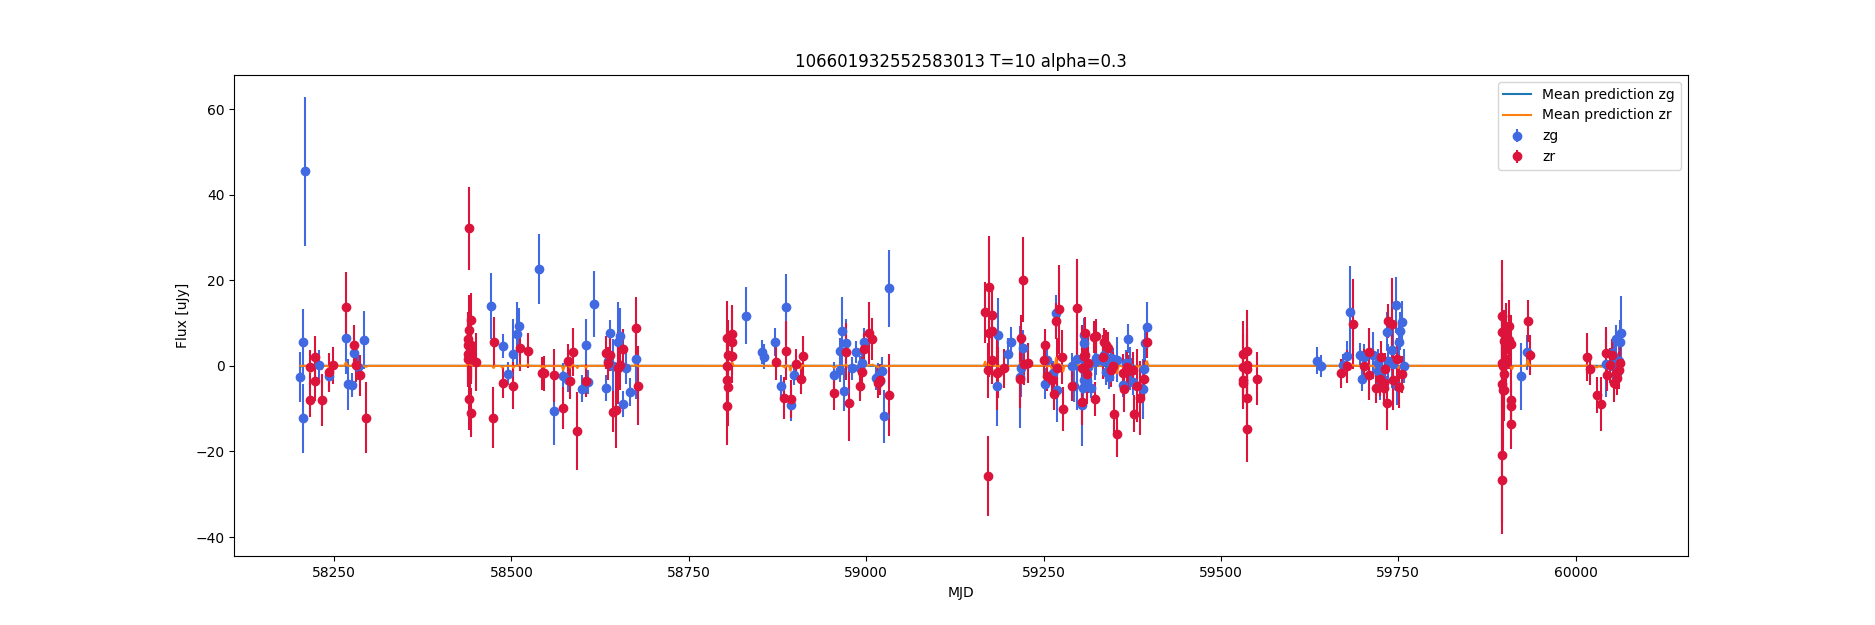 106601932552583013 T=10 alpha=0.3
Mean prediction zg
Mean prediction zr
zg
zr
Flux [uJy]
60
40
20
0
−20
−40
58250 58500 58750 59000 59250 59500 59750 60000
MJD